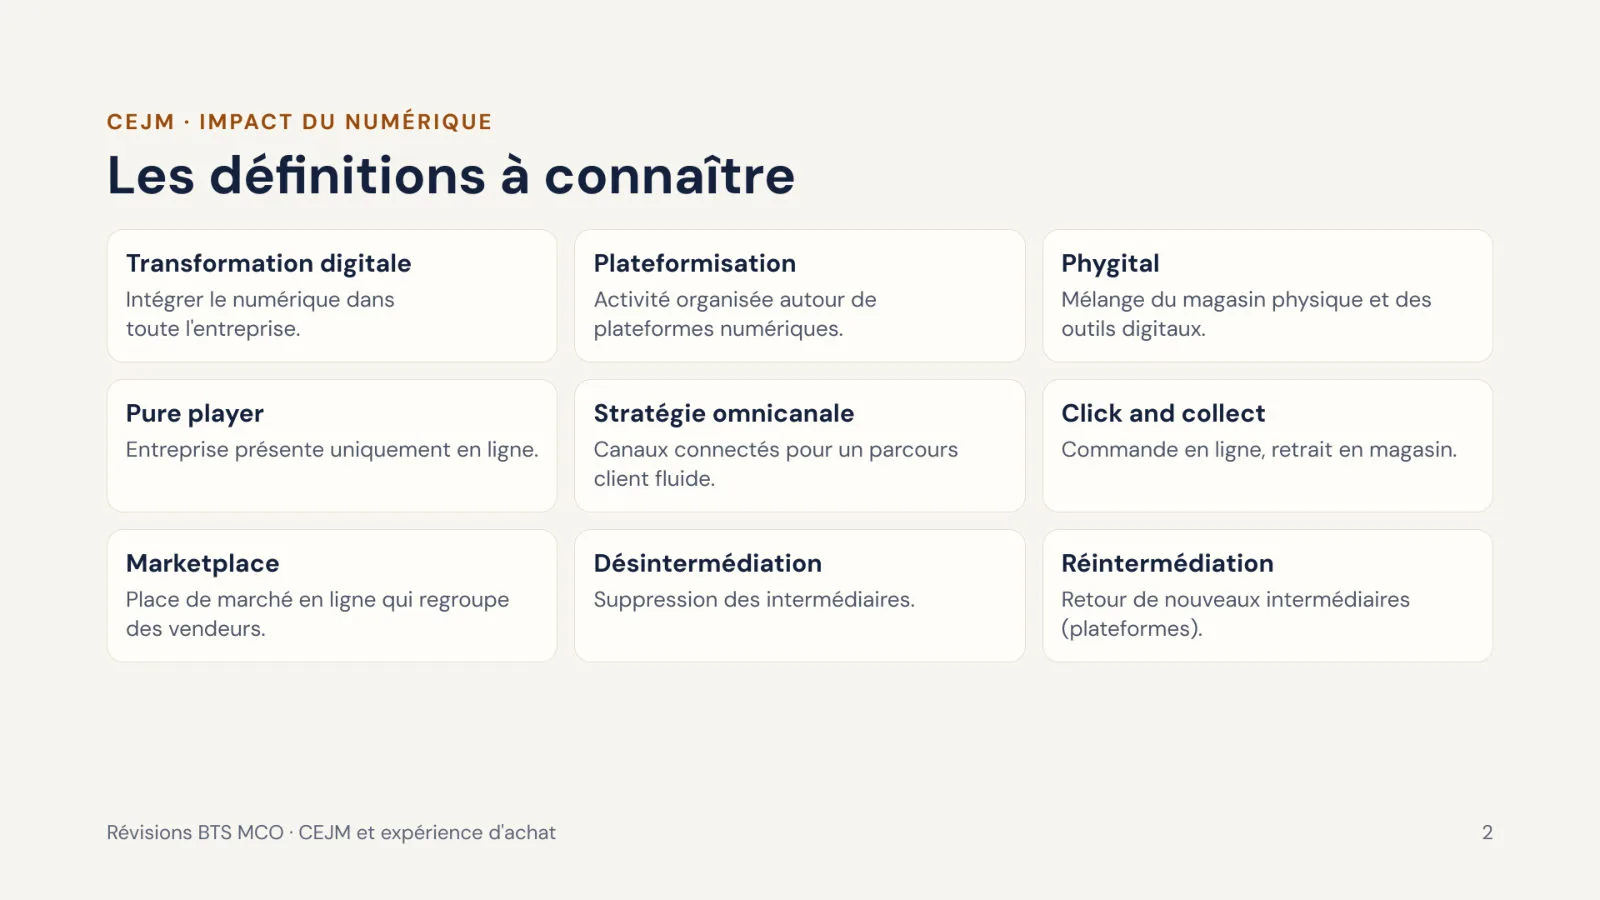 CEJM · IMPACT DU NUMÉRIQUE
Les définitions à connaître
Transformation digitale
Intégrer le numérique dans
toute l'entreprise.
Plateformisation
Activité organisée autour de
plateformes numériques.
Phygital
Mélange du magasin physique et des
outils digitaux.
Pure player
Entreprise présente uniquement en ligne.
Stratégie omnicanale
Canaux connectés pour un parcours
client fluide.
Click and collect
Commande en ligne, retrait en magasin.
Marketplace
Place de marché en ligne qui regroupe
des vendeurs.
Désintermédiation
Suppression des intermédiaires.
Réintermédiation
Retour de nouveaux intermédiaires
(plateformes).
Révisions BTS MCO · CEJM et expérience d'achat
2